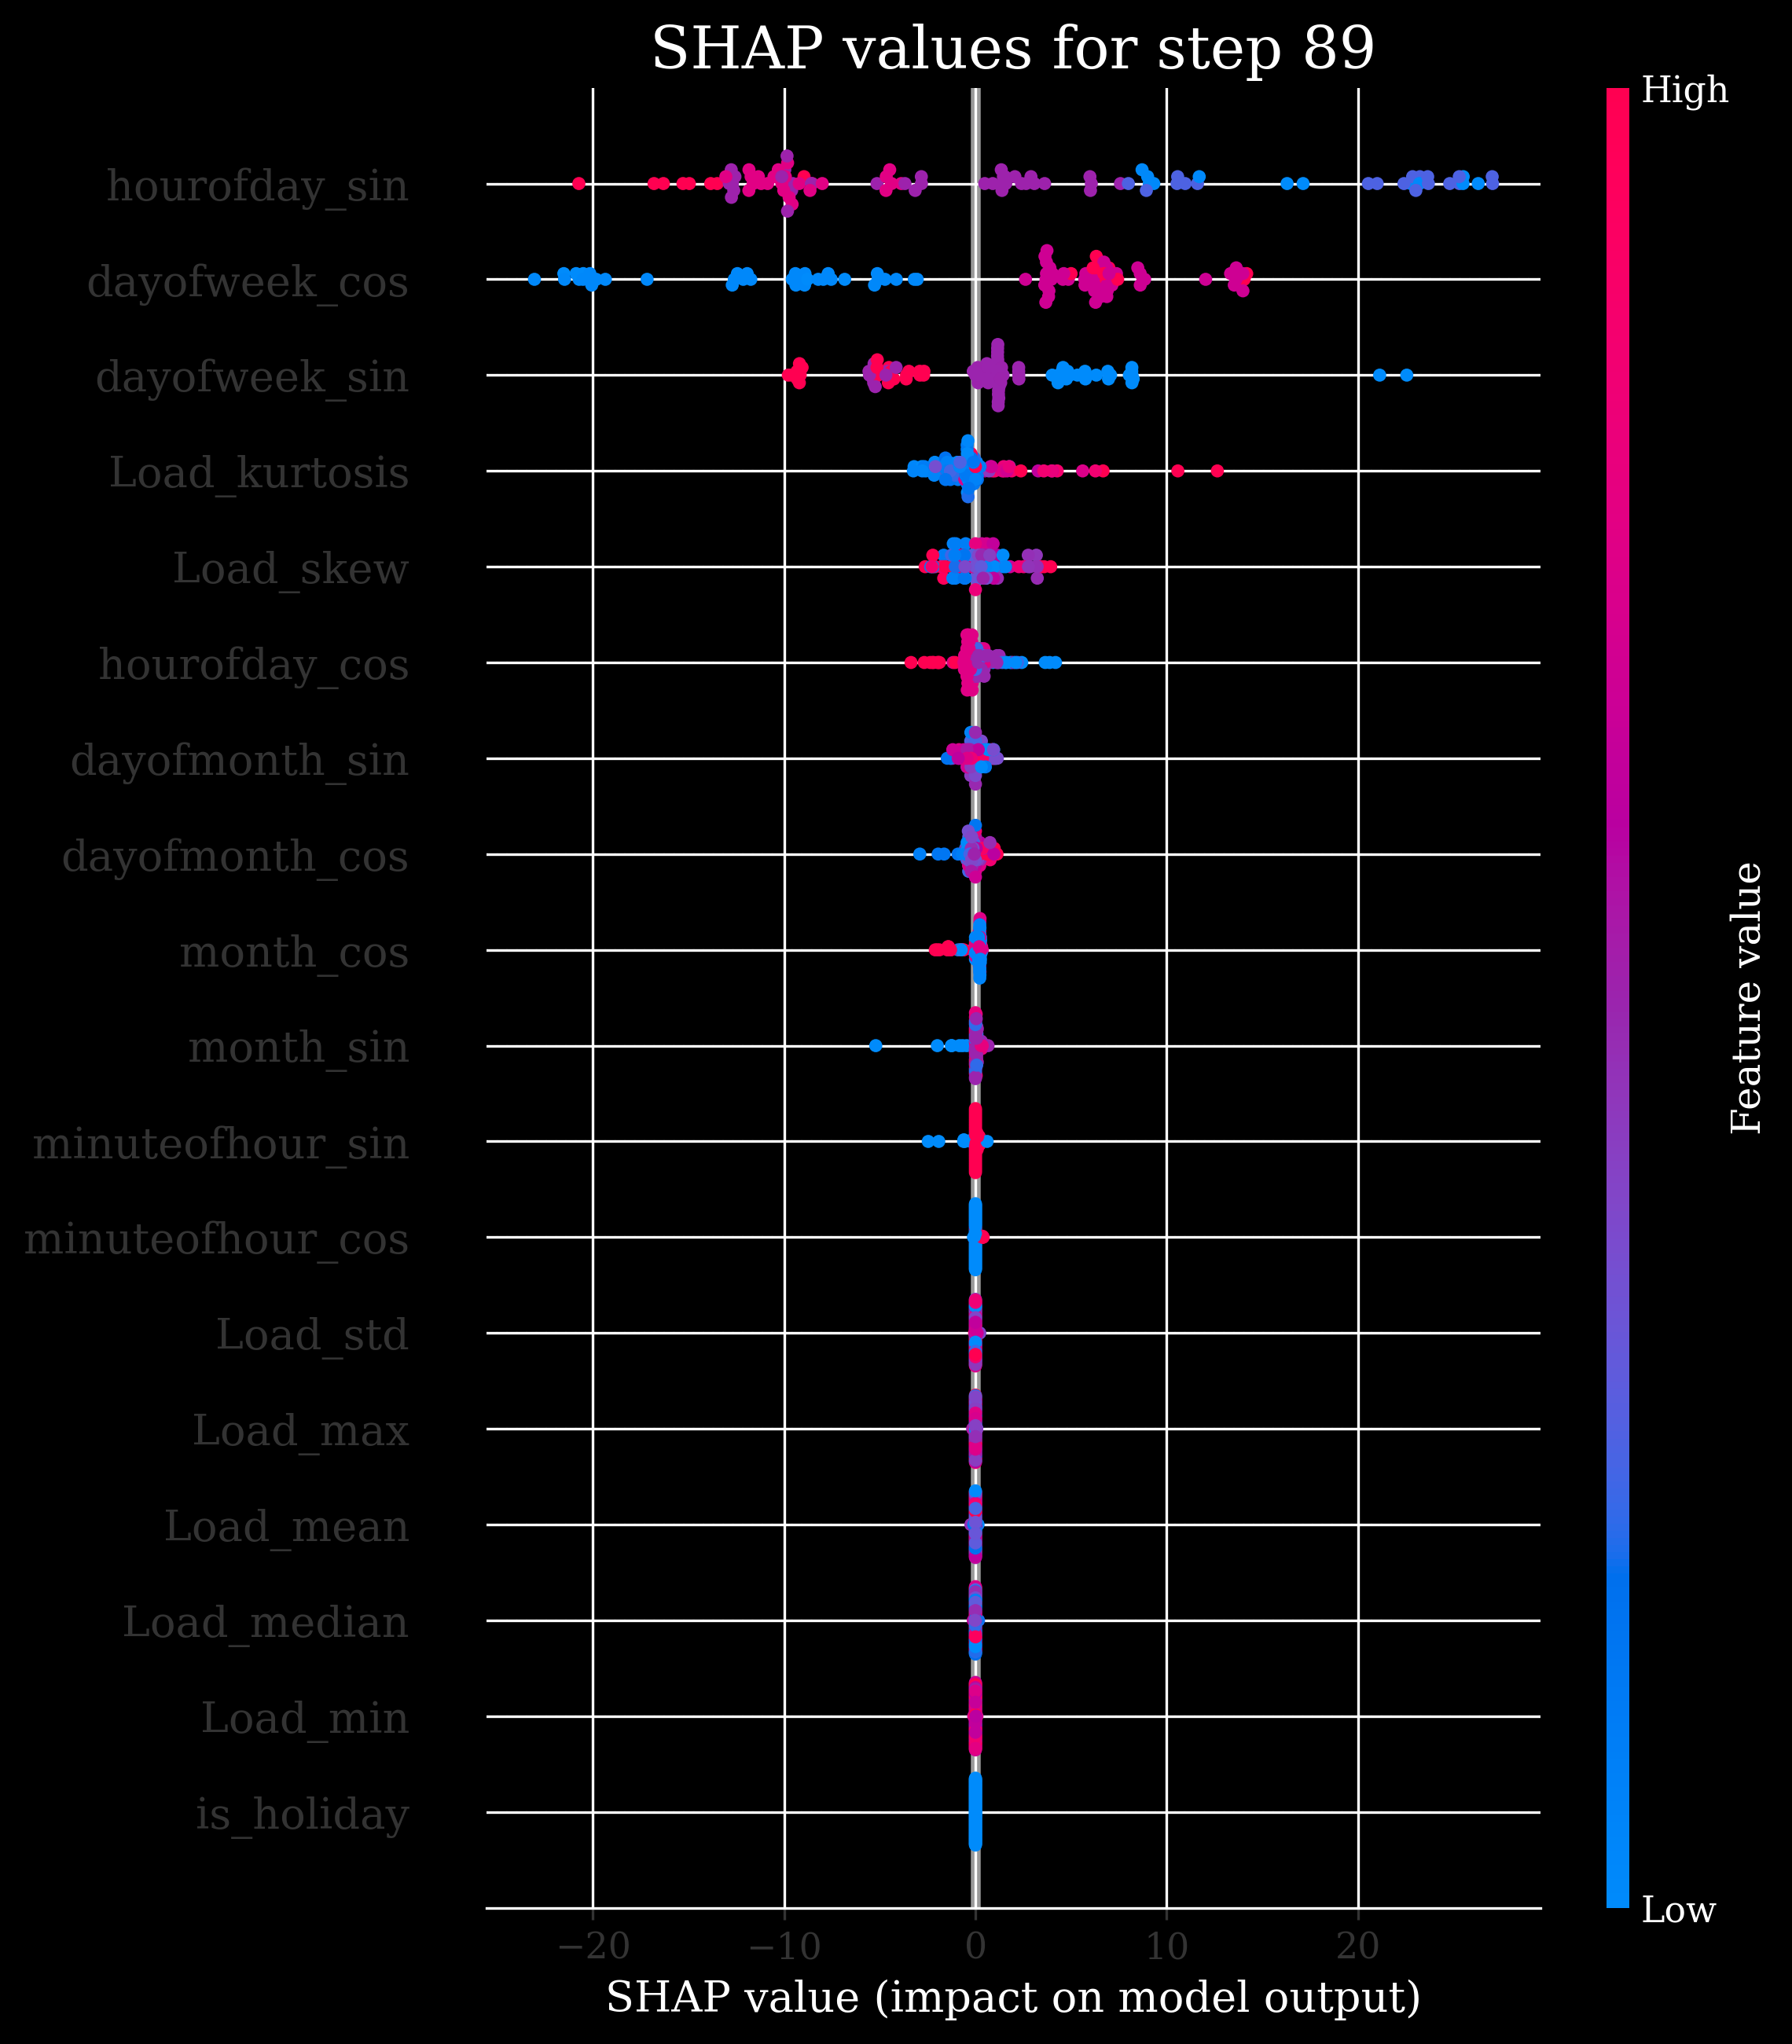 SHAP values for step 89
High
hourofday_sin
dayofweek_cos
dayofweek_sin
Load_kurtosis
Load_skew
hourofday_cos
dayofmonth_sin
dayofmonth_cos
month_cos
month_sin
minuteofhour_sin
minuteofhour_cos
Load_std
Load_max
Load_mean
Load_median
Load_min
is_holiday
Feature value
Low
−20 −10 0 10 20
SHAP value (impact on model output)